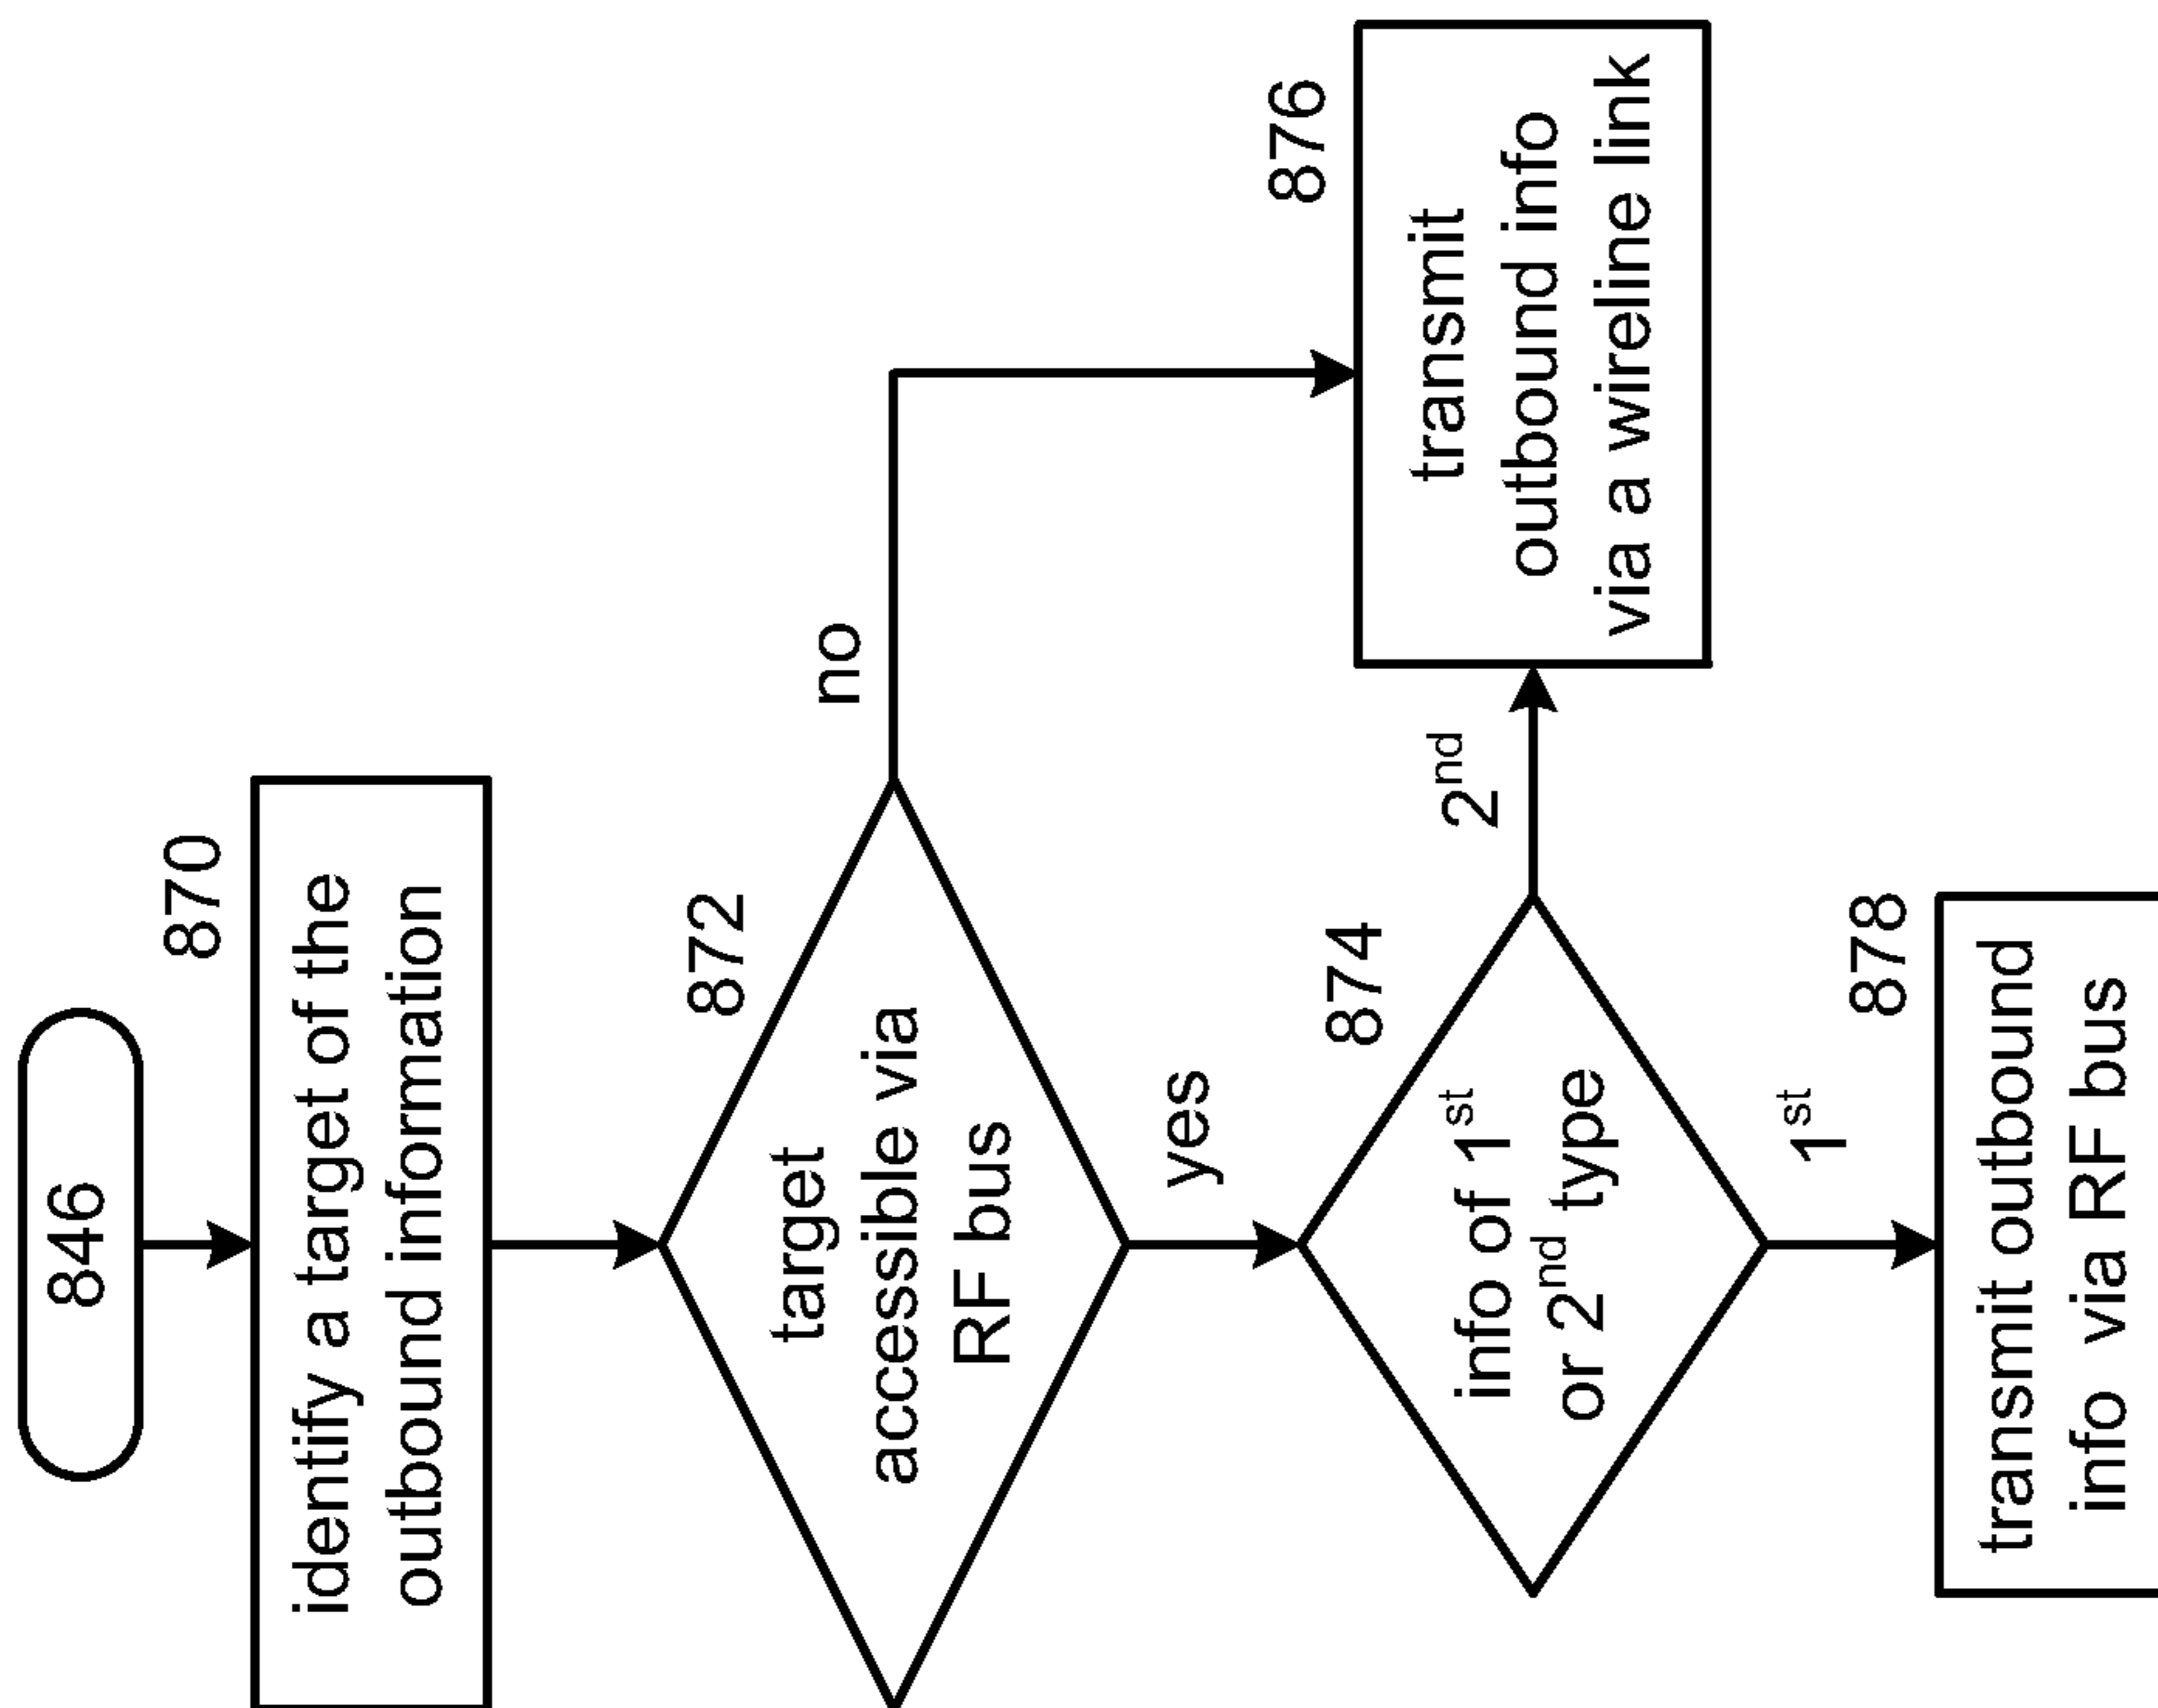 846
870
identify a target of the
outbound information
872
target
accessible via
RF bus
no
yes
874
info of 1st
or 2nd type
2nd
876
transmit
outbound info
via a wireline link
1st
878
transmit outbound
info via RF bus